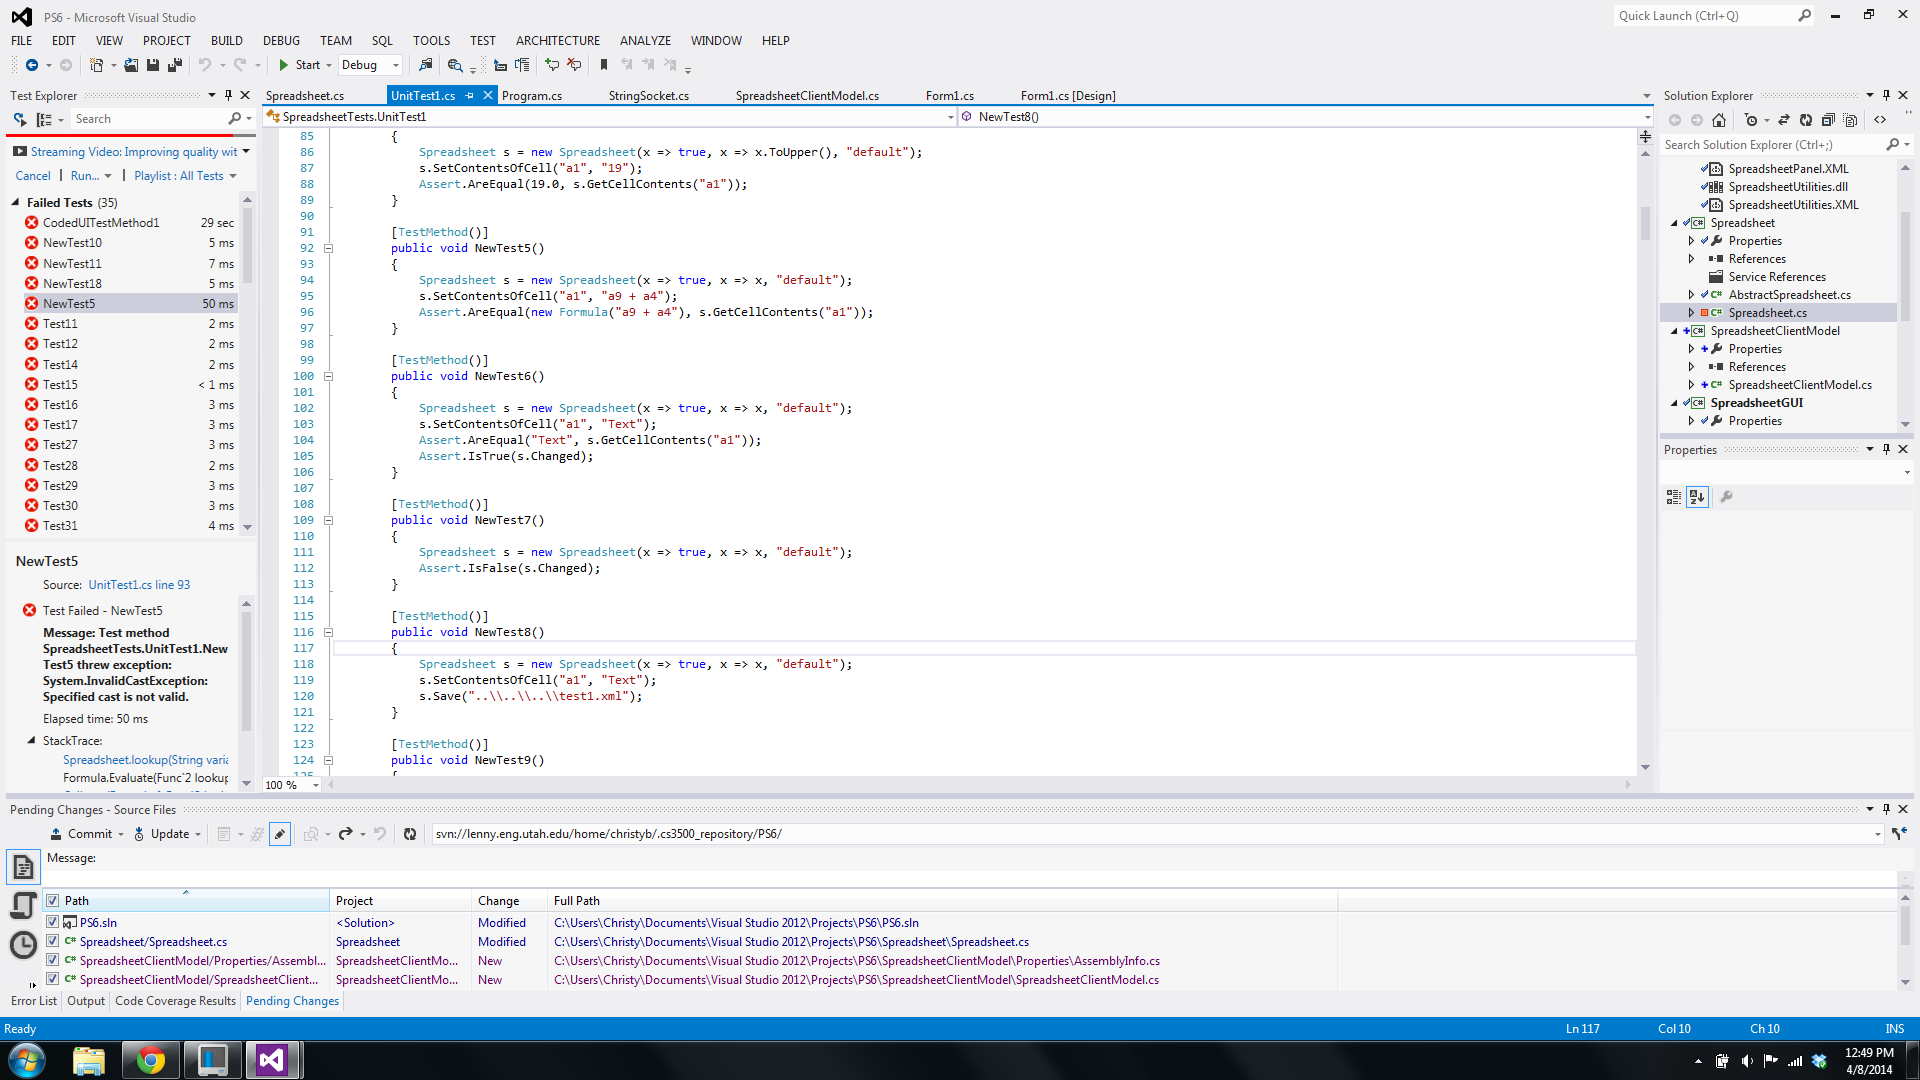 PS6 - Microsoft Visual Studio
Quick Launch (Ctrl+Q)
FILE EDIT VIEW PROJECT BUILD DEBUG TEAM SQL TOOLS TEST ARCHITECTURE ANALYZE WINDOW HELP
Start Debug
Test Explorer
Search
Streaming Video: Improving quality wit
Cancel Run... Playlist : All Tests
Failed Tests (35)
CodedUITestMethod1 29 sec
NewTest10 5 ms
NewTest11 7 ms
NewTest18 5 ms
NewTest5 50 ms
Test11 2 ms
Test12 2 ms
Test14 2 ms
Test15 < 1 ms
Test16 3 ms
Test17 3 ms
Test27 3 ms
Test28 2 ms
Test29 3 ms
Test30 3 ms
Test31 4 ms
NewTest5
Source: UnitTest1.cs line 93
Test Failed - NewTest5
Message: Test method
SpreadsheetTests.UnitTest1.New
Test5 threw exception:
System.InvalidCastException:
Specified cast is not valid.
Elapsed time: 50 ms
StackTrace:
Spreadsheet.lookup(String varia
Formula.Evaluate(Func`2 lookup
Spreadsheet.cs UnitTest1.cs Program.cs StringSocket.cs SpreadsheetClientModel.cs Form1.cs Form1.cs [Design]
SpreadsheetTests.UnitTest1 NewTest8()
85 {
86 Spreadsheet s = new Spreadsheet(x => true, x => x.ToUpper(), "default");
87 s.SetContentsOfCell("a1", "19");
88 Assert.AreEqual(19.0, s.GetCellContents("a1"));
89 }
90
91 [TestMethod()]
92 public void NewTest5()
93 {
94 Spreadsheet s = new Spreadsheet(x => true, x => x, "default");
95 s.SetContentsOfCell("a1", "a9 + a4");
96 Assert.AreEqual(new Formula("a9 + a4"), s.GetCellContents("a1"));
97 }
98
99 [TestMethod()]
100 public void NewTest6()
101 {
102 Spreadsheet s = new Spreadsheet(x => true, x => x, "default");
103 s.SetContentsOfCell("a1", "Text");
104 Assert.AreEqual("Text", s.GetCellContents("a1"));
105 Assert.IsTrue(s.Changed);
106 }
107
108 [TestMethod()]
109 public void NewTest7()
110 {
111 Spreadsheet s = new Spreadsheet(x => true, x => x, "default");
112 Assert.IsFalse(s.Changed);
113 }
114
115 [TestMethod()]
116 public void NewTest8()
117 {
118 Spreadsheet s = new Spreadsheet(x => true, x => x, "default");
119 s.SetContentsOfCell("a1", "Text");
120 s.Save("..\\..\\..\\test1.xml");
121 }
122
123 [TestMethod()]
124 public void NewTest9()
125 {
100 %
Solution Explorer
Search Solution Explorer (Ctrl+;)
SpreadsheetPanel.XML
SpreadsheetUtilities.dll
SpreadsheetUtilities.XML
Spreadsheet
Properties
References
Service References
AbstractSpreadsheet.cs
Spreadsheet.cs
SpreadsheetClientModel
Properties
References
SpreadsheetClientModel.cs
SpreadsheetGUI
Properties
Properties
Pending Changes - Source Files
Commit Update svn://lenny.eng.utah.edu/home/christyb/.cs3500_repository/PS6/
Message:
Path Project Change Full Path
PS6.sln <Solution> Modified C:\Users\Christy\Documents\Visual Studio 2012\Projects\PS6\PS6.sln
Spreadsheet/Spreadsheet.cs Spreadsheet Modified C:\Users\Christy\Documents\Visual Studio 2012\Projects\PS6\Spreadsheet\Spreadsheet.cs
SpreadsheetClientModel/Properties/Assembl... SpreadsheetClientMo... New C:\Users\Christy\Documents\Visual Studio 2012\Projects\PS6\SpreadsheetClientModel\Properties\AssemblyInfo.cs
SpreadsheetClientModel/SpreadsheetClient... SpreadsheetClientMo... New C:\Users\Christy\Documents\Visual Studio 2012\Projects\PS6\SpreadsheetClientModel\SpreadsheetClientModel.cs
Error List Output Code Coverage Results Pending Changes
Ready Ln 117 Col 10 Ch 10 INS
12:49 PM
4/8/2014